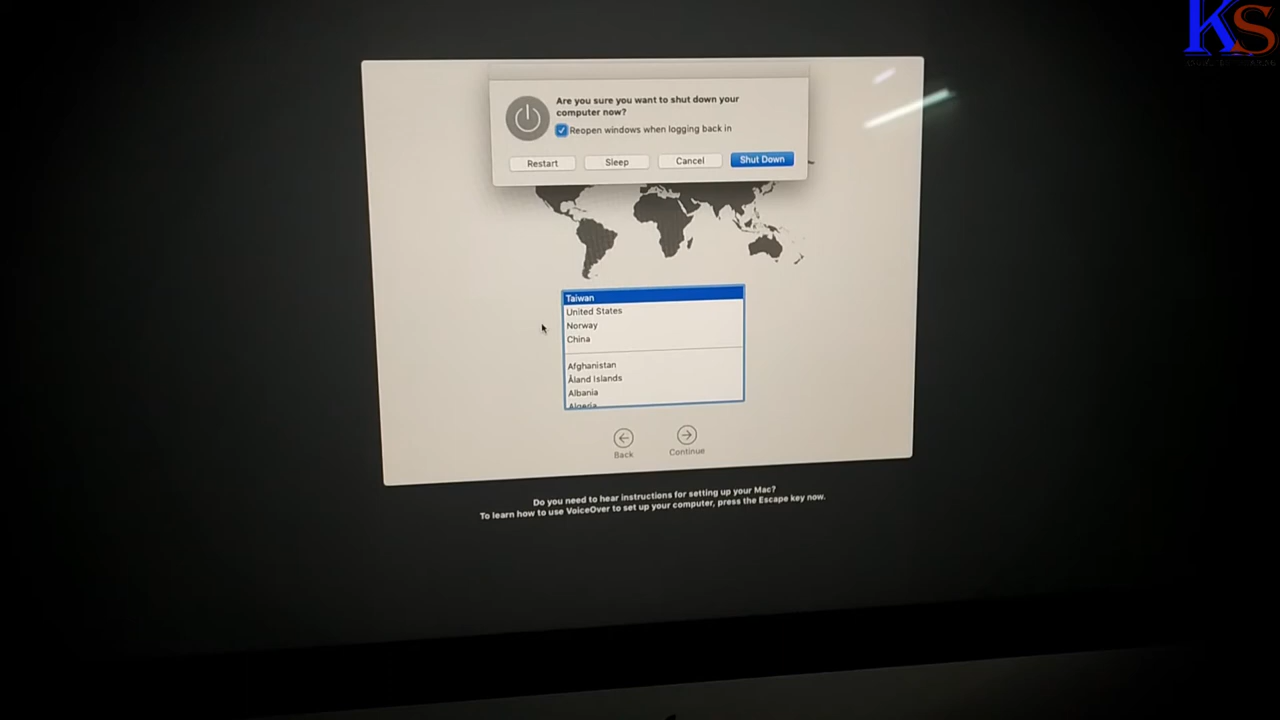 KS
Are you sure you want to shut down your
computer now?
Reopen windows when logging back in
Restart
Sleep
Cancel
Shut Down
Taiwan
United States
Norway
China
Afghanistan
Åland Islands
Albania
Algeria
Back
Continue
Do you need to hear instructions for setting up your Mac?
To learn how to use VoiceOver to set up your computer, press the Escape key now.